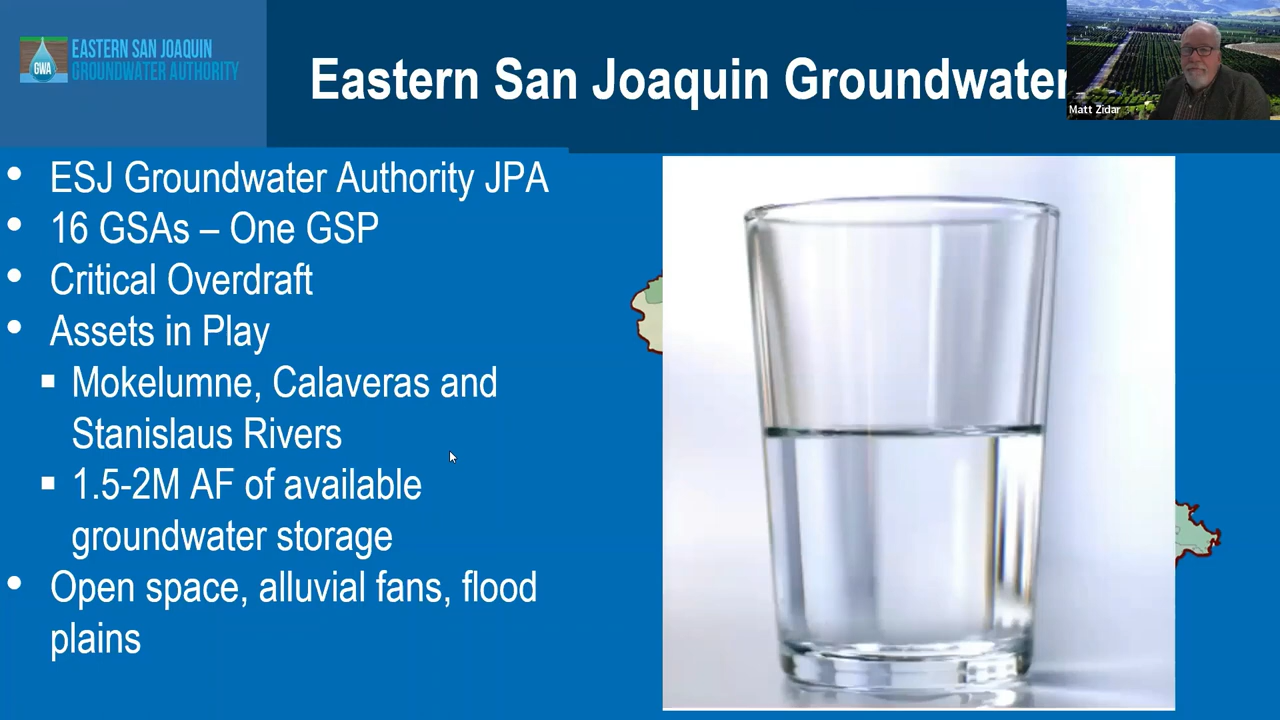 EASTERN SAN JOAQUIN
GROUNDWATER AUTHORITY
GWA
Eastern San Joaquin Groundwater
Matt Zidar
• ESJ Groundwater Authority JPA
• 16 GSAs – One GSP
• Critical Overdraft
• Assets in Play
▪ Mokelumne, Calaveras and
Stanislaus Rivers
▪ 1.5-2M AF of available
groundwater storage
• Open space, alluvial fans, flood
plains